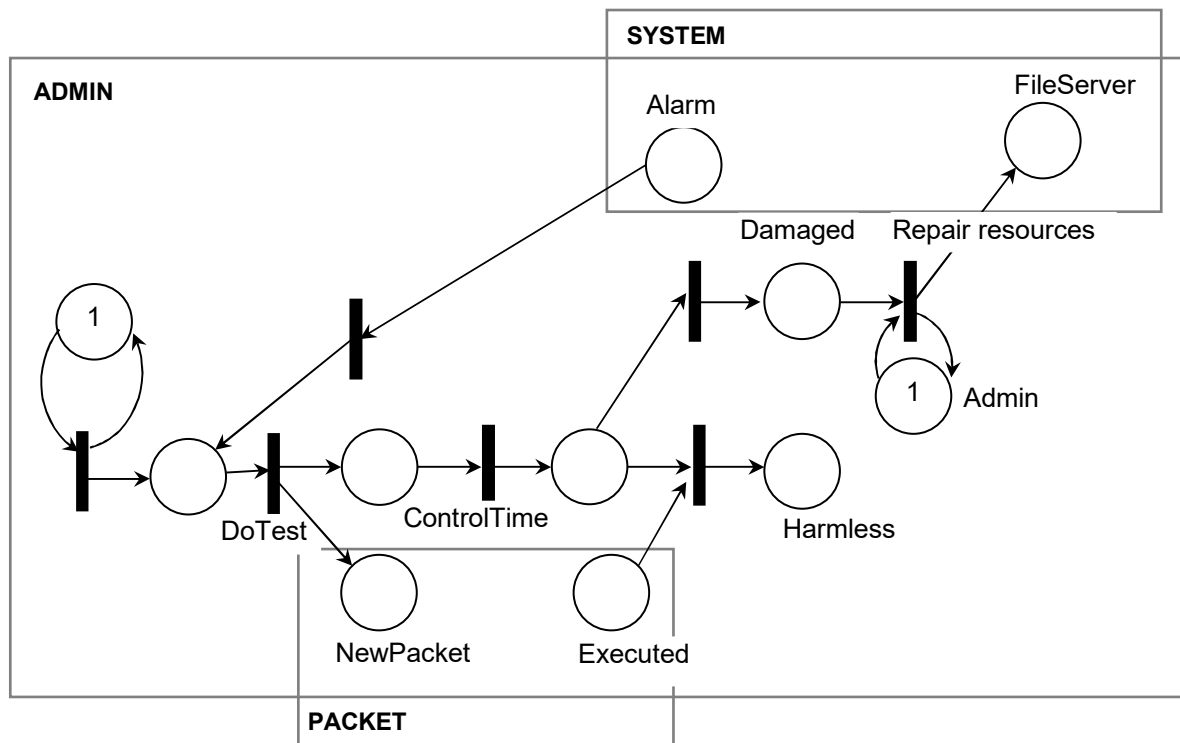 SYSTEM
ADMIN
FileServer
Alarm
Damaged
Repair resources
1
1
Admin
DoTest
ControlTime
Harmless
NewPacket
Executed
PACKET